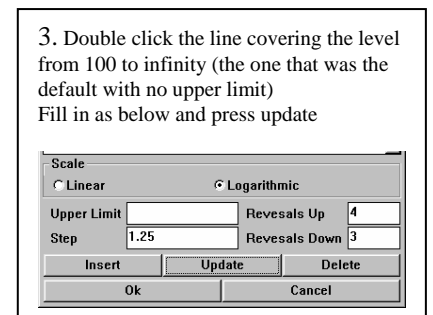 3. Double click the line covering the level
from 100 to infinity (the one that was the
default with no upper limit)
Fill in as below and press update
Scale
Linear Logarithmic
Upper Limit Revesals Up 4
Step 1.25 Revesals Down 3
Insert Update Delete
Ok Cancel